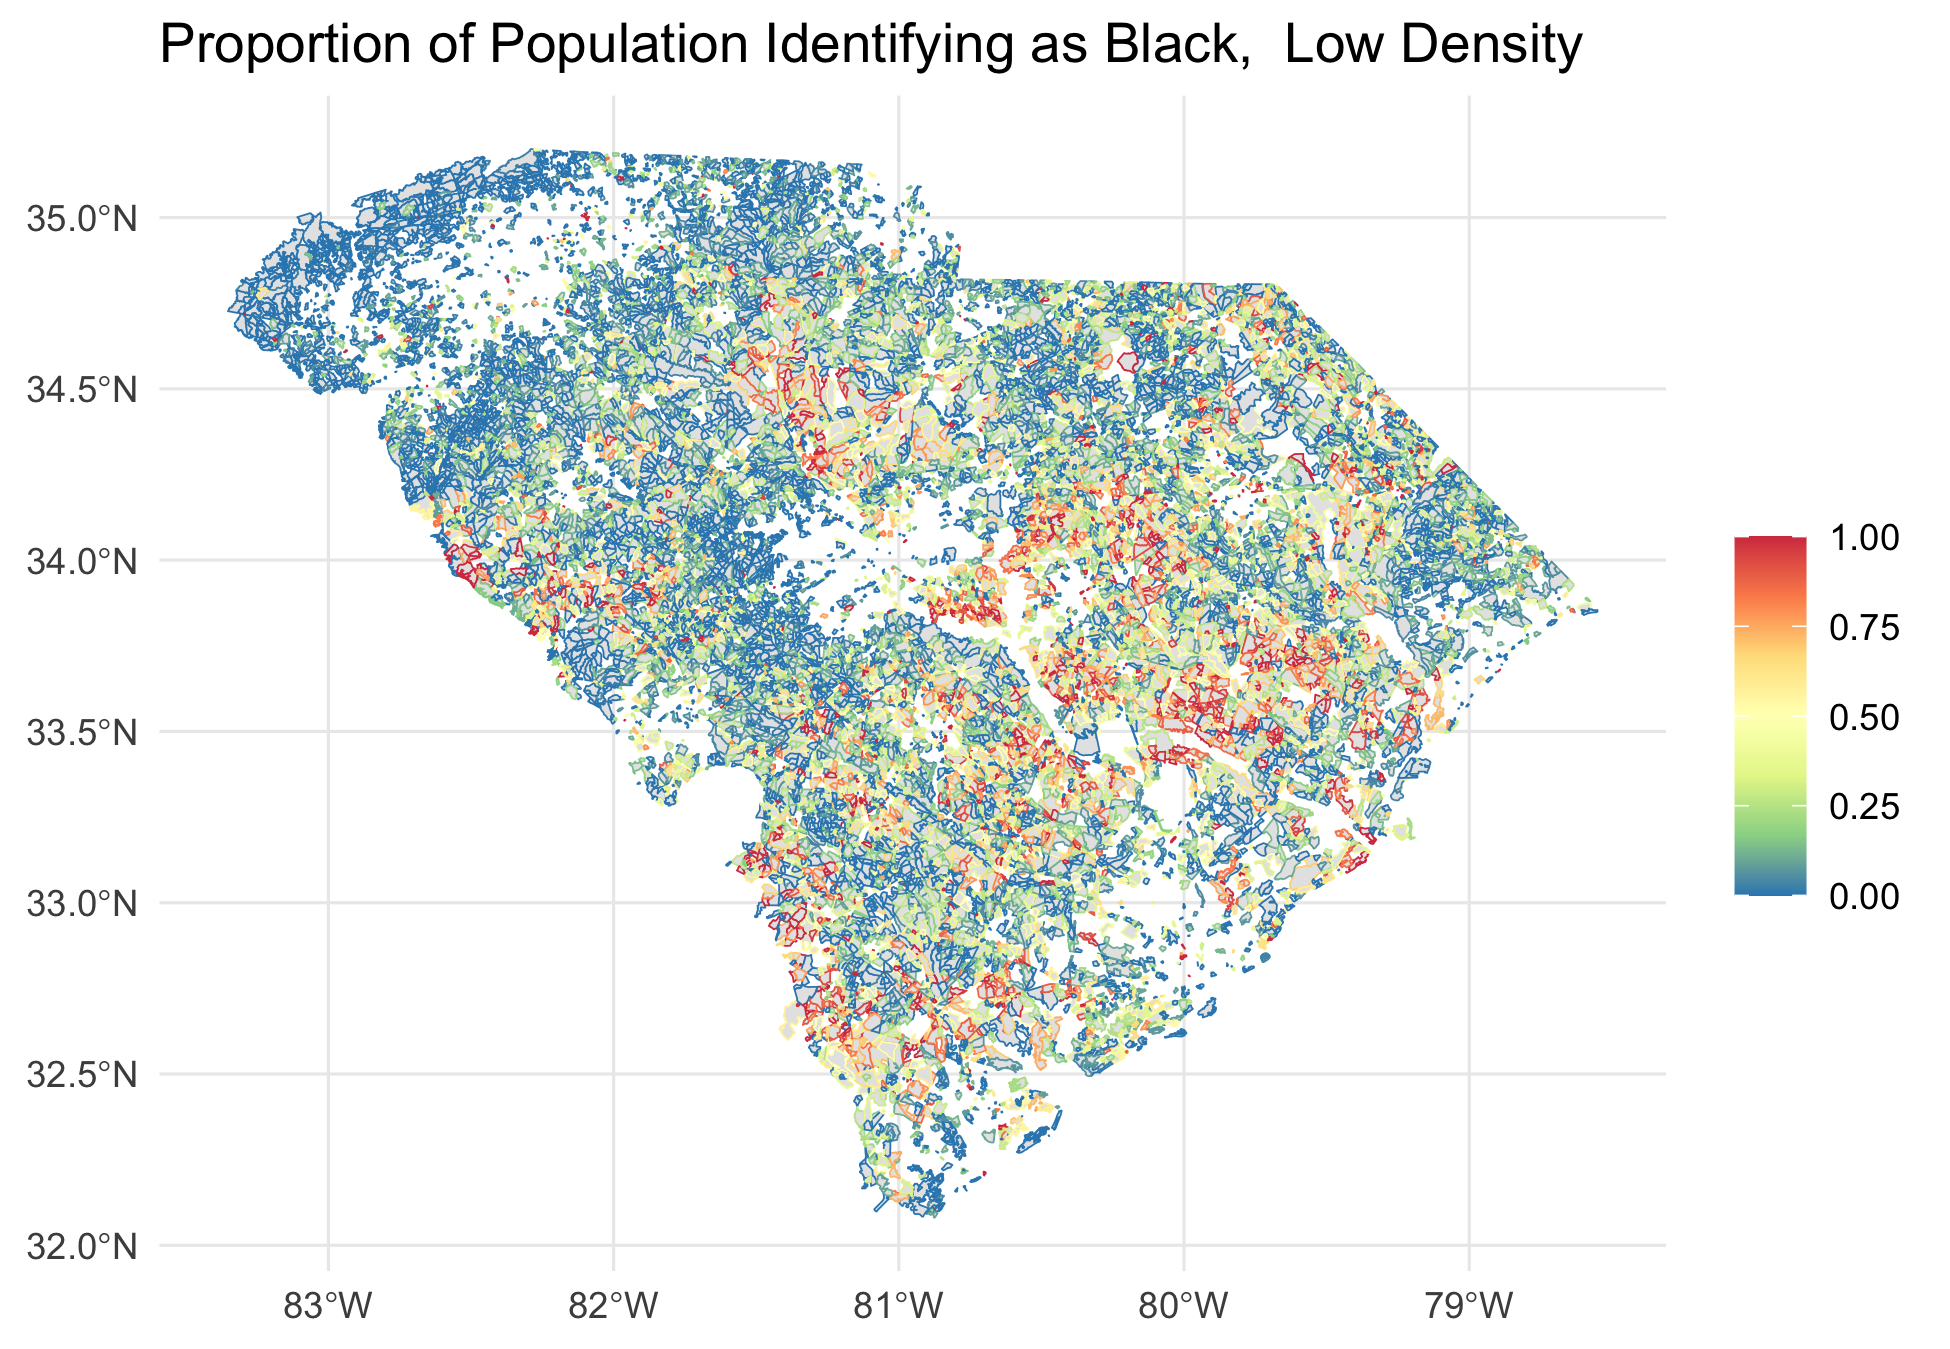 Proportion of Population Identifying as Black,  Low Density
35.0°N
34.5°N
34.0°N
33.5°N
33.0°N
32.5°N
32.0°N
83°W
82°W
81°W
80°W
79°W
1.00
0.75
0.50
0.25
0.00